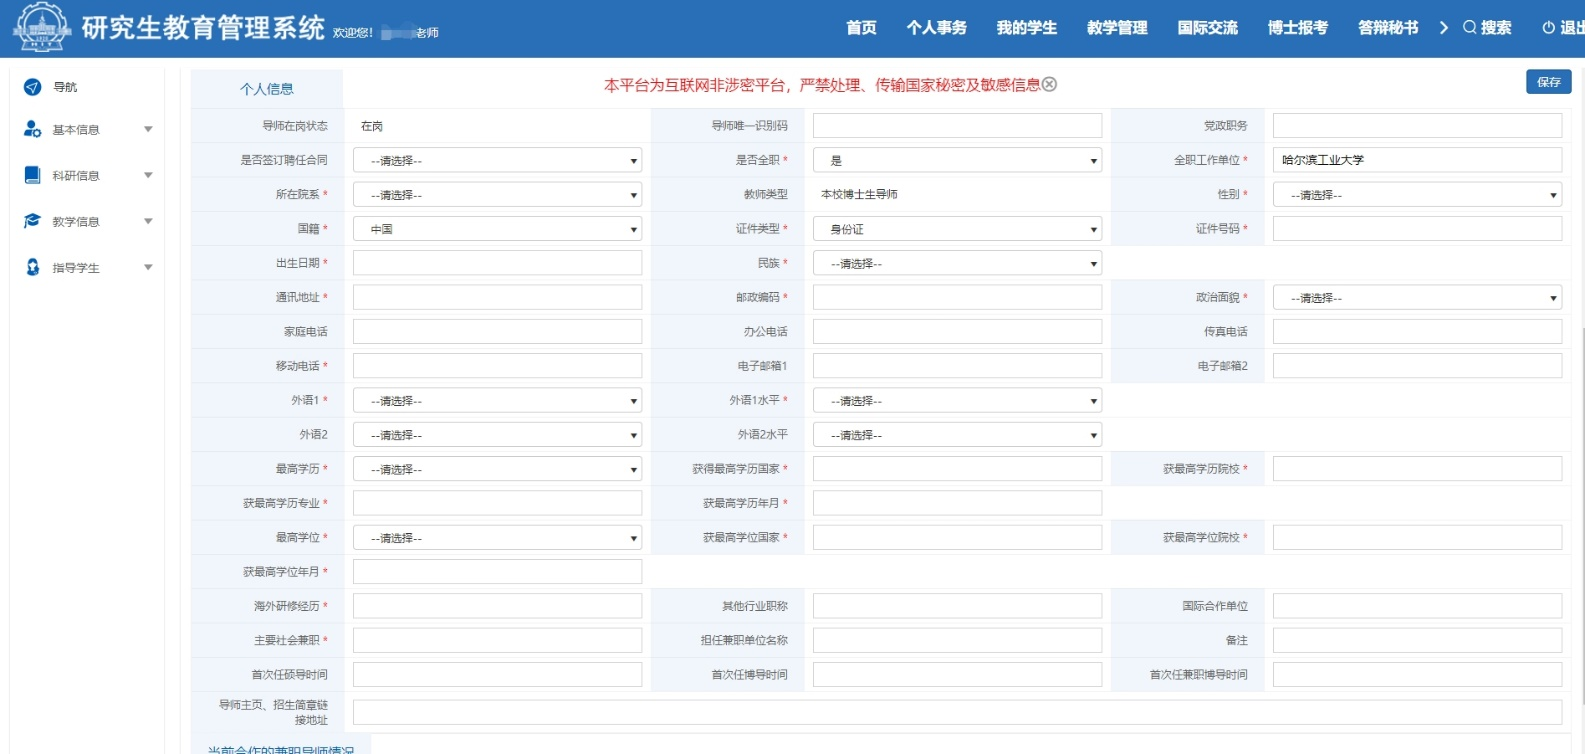 研究生教育管理系统 欢迎您! 老师
首页 个人事务 我的学生 教学管理 国际交流 博士报考 答辩秘书 搜索 退出
导航
基本信息
科研信息
教学信息
指导学生
个人信息 本平台为互联网非涉密平台，严禁处理、传输国家秘密及敏感信息 保存
导师在岗状态 在岗 导师唯一识别码 党政职务
是否签订聘任合同 --请选择-- 是否全职 * 是 全职工作单位 * 哈尔滨工业大学
所在院系 * --请选择-- 教师类型 本校博士生导师 性别 * --请选择--
国籍 * 中国 证件类型 * 身份证 证件号码 *
出生日期 * 民族 * --请选择--
通讯地址 * 邮政编码 * 政治面貌 * --请选择--
家庭电话 办公电话 传真电话
移动电话 * 电子邮箱1 电子邮箱2
外语1 * --请选择-- 外语1水平 * --请选择--
外语2 --请选择-- 外语2水平 --请选择--
最高学历 * --请选择-- 获得最高学历国家 * 获最高学历院校 *
获最高学历专业 * 获最高学历年月 *
最高学位 * --请选择-- 获最高学位国家 * 获最高学位院校 *
获最高学位年月 *
海外研修经历 * 其他行业职称 国际合作单位
主要社会兼职 * 担任兼职单位名称 备注
首次任硕导时间 首次任博导时间 首次任兼职博导时间
导师主页、招生简章链
接地址
当前合作的兼职导师情况